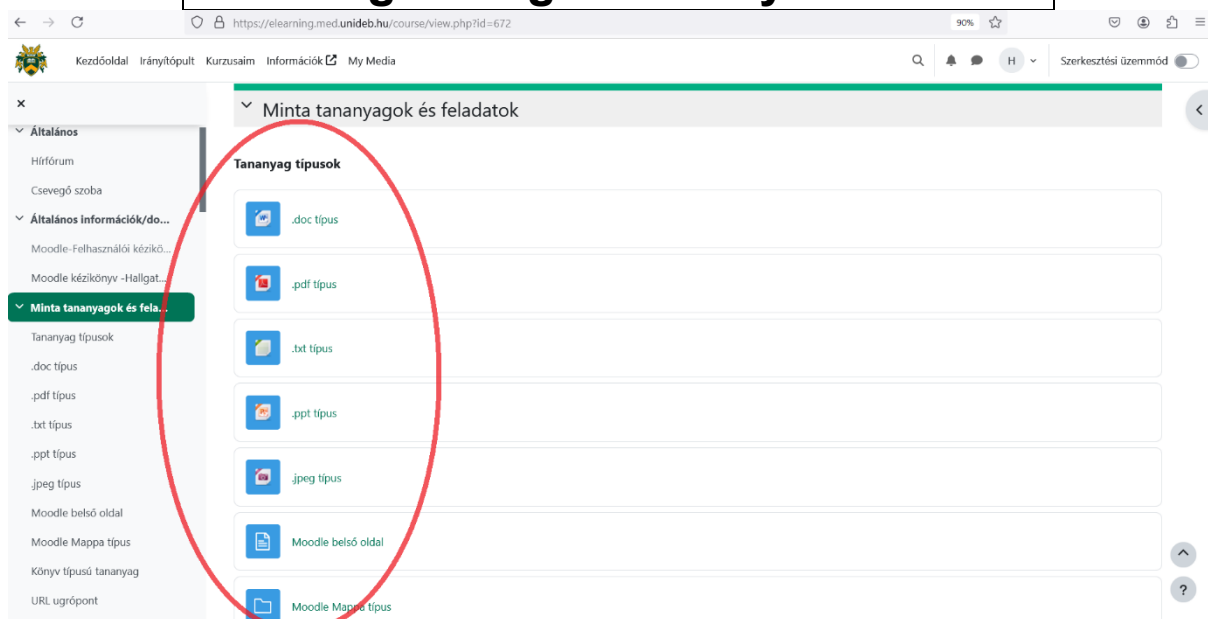 https://elearning.med.unideb.hu/course/view.php?id=672
90%
Kezdőoldal Irányítópult Kurzusaim Információk My Media
H
Szerkesztési üzemmód
Általános
Hírfórum
Csevegő szoba
Általános információk/do...
Moodle-Felhasználói kézikö...
Moodle kézikönyv -Hallgat...
Minta tananyagok és fela...
Tananyag típusok
.doc típus
.pdf típus
.txt típus
.ppt típus
.jpeg típus
Moodle belső oldal
Moodle Mappa típus
Könyv típusú tananyag
URL ugrópont
Minta tananyagok és feladatok
Tananyag típusok
.doc típus
.pdf típus
.txt típus
.ppt típus
.jpeg típus
Moodle belső oldal
Moodle Mappa típus
?